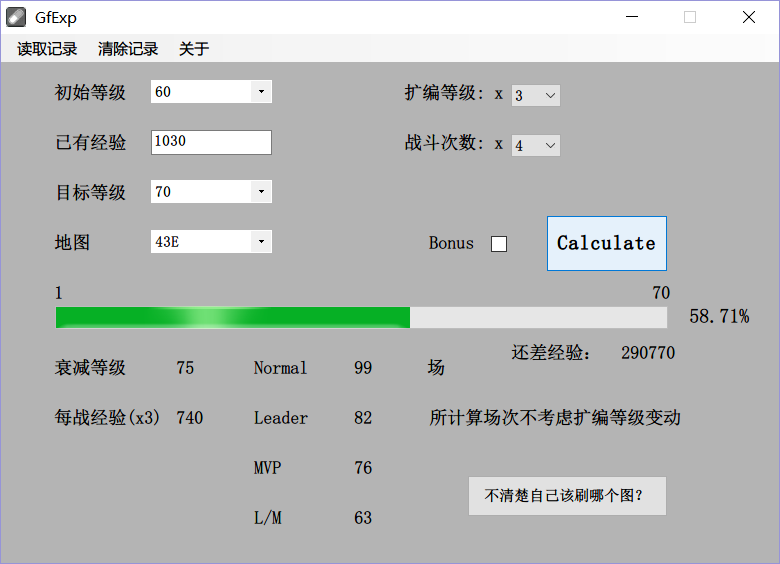 GfExp
读取记录 清除记录 关于
初始等级 60 扩编等级: x 3
已有经验 1030 战斗次数: x 4
目标等级 70
地图 43E Bonus Calculate
1 70
58.71%
还差经验: 290770
衰减等级 75 Normal 99 场
每战经验(x3) 740 Leader 82 所计算场次不考虑扩编等级变动
MVP 76
不清楚自己该刷哪个图?
L/M 63